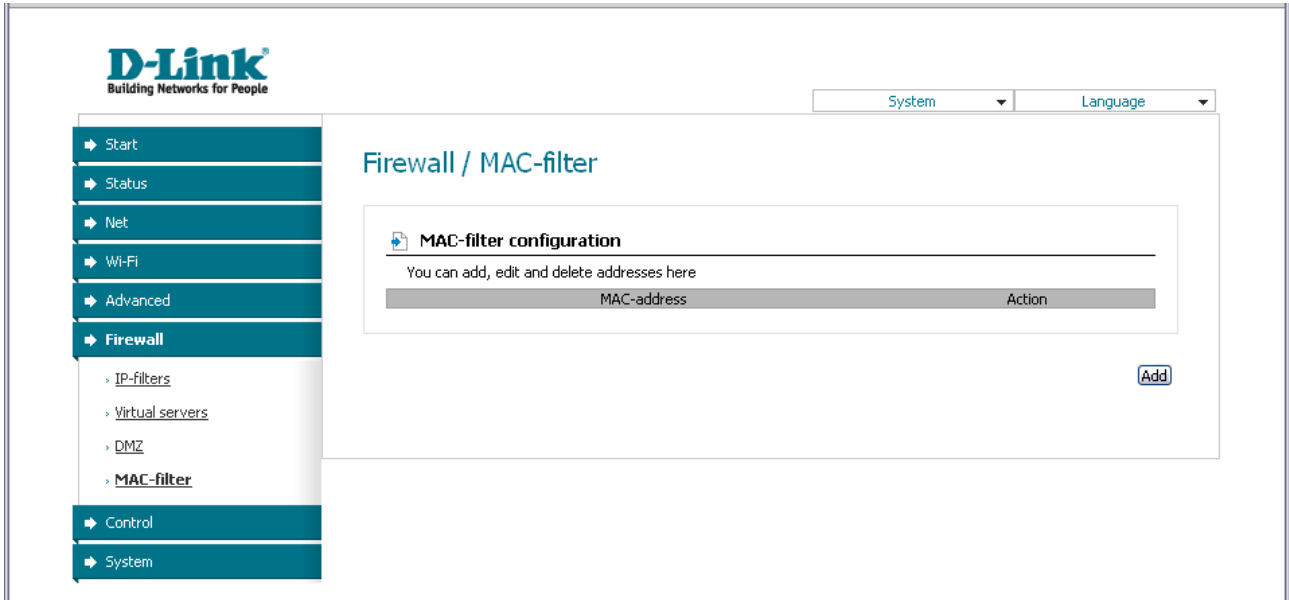 D-Link
Building Networks for People
System
Language
Start
Status
Net
Wi-Fi
Advanced
Firewall
IP-filters
Virtual servers
DMZ
MAC-filter
Control
System
Firewall / MAC-filter
MAC-filter configuration
You can add, edit and delete addresses here
MAC-address Action
Add